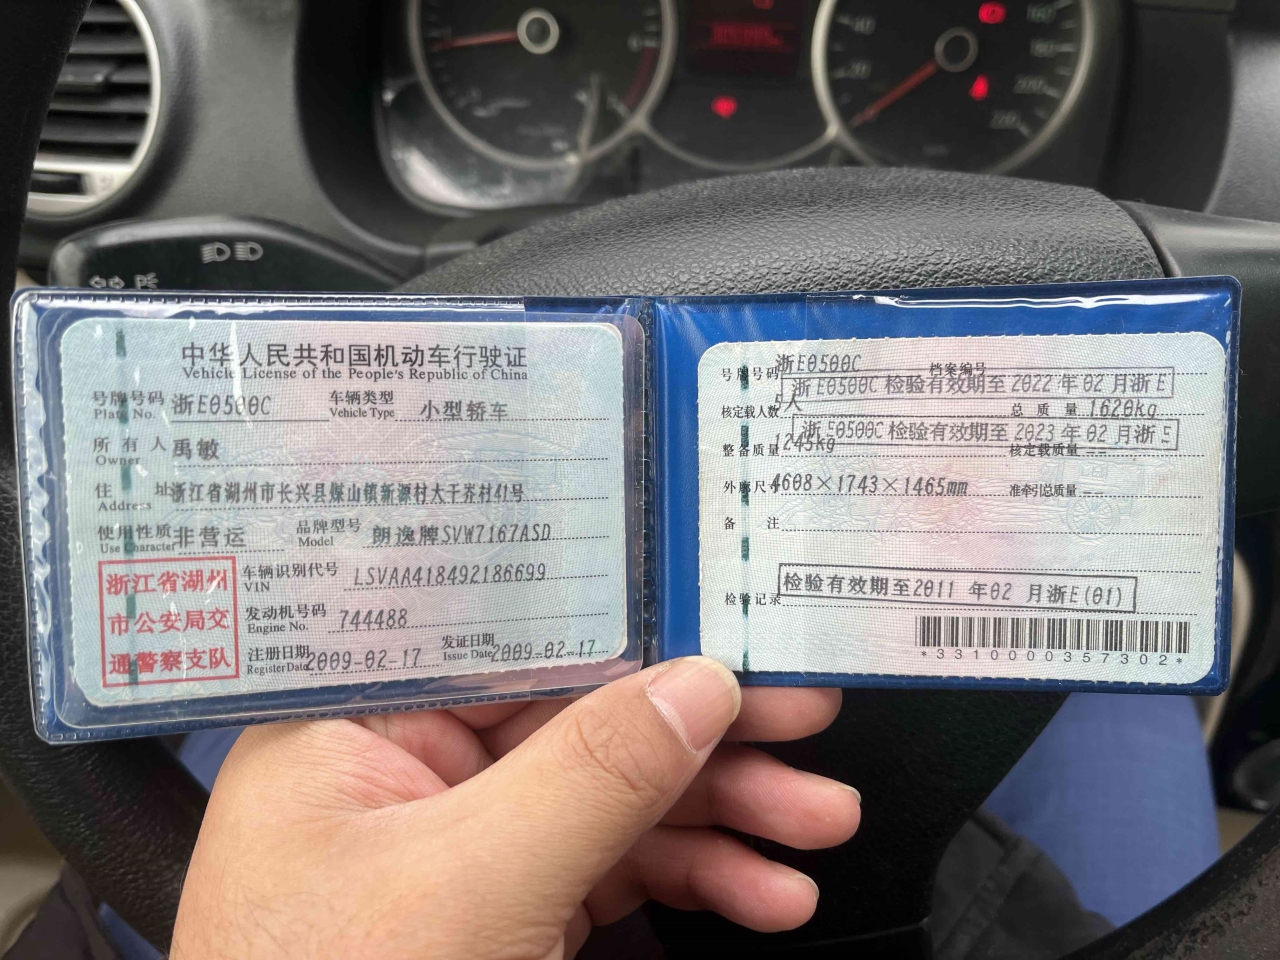 中华人民共和国机动车行驶证
Vehicle License of the People's Republic of China
号牌号码 浙E0500C 车辆类型 小型轿车
Plate No. Vehicle Type
所有人 禹敏
Owner
住址 浙江省湖州市长兴县煤山镇新源村大干岕村41号
Address
使用性质 非营运 品牌型号 朗逸牌SVW7167ASD
Use Character Model
浙江省湖州
市公安局交
通警察支队
车辆识别代号 LSVAA418492186699
VIN
发动机号码 744488
Engine No.
注册日期 2009-02-17 发证日期 2009-02-17
Register Date Issue Date
号牌号码 浙E0500C 档案编号
浙E0500C 检验有效期至2022年02月浙E
核定载人数 人 总质量 1620kg
浙E0500C 检验有效期至2023年02月浙E
整备质量 1245kg 核定载质量 --
外廓尺寸 4608×1743×1465mm 准牵引总质量 --
备注
检验有效期至2011年02月浙E(01)
检验记录
*3310000357302*
160
180
200
220